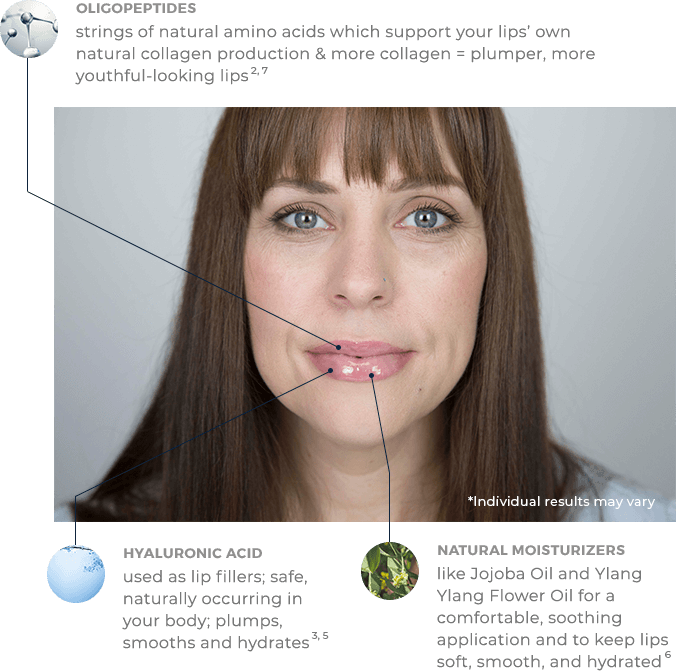 OLIGOPEPTIDES
strings of natural amino acids which support your lips’ own
natural collagen production & more collagen = plumper, more
youthful-looking lips 2, 7
*Individual results may vary
HYALURONIC ACID
used as lip fillers; safe,
naturally occurring in
your body; plumps,
smooths and hydrates 3, 5
NATURAL MOISTURIZERS
like Jojoba Oil and Ylang
Ylang Flower Oil for a
comfortable, soothing
application and to keep lips
soft, smooth, and hydrated 6